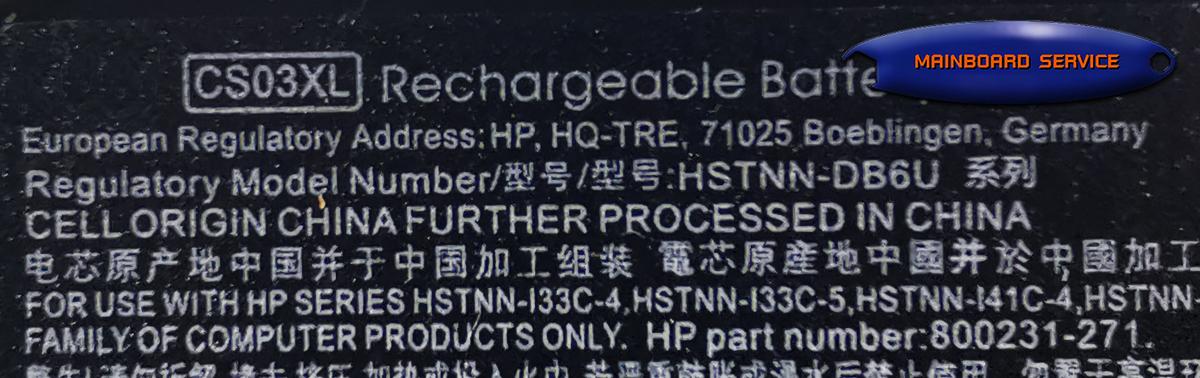 MAINBOARD SERVICE
CS03XL Rechargeable
European Regulatory Address:HP, HQ-TRE, 71025 Boeblingen, Germany
Regulatory Model Number/型号/型號:HSTNN-DB6U 系列
CELL ORIGIN CHINA FURTHER PROCESSED IN CHINA
电芯原产地中国并于中国加工组装 電芯原産地中國并於中國加工
FOR USE WITH HP SERIES HSTNN-I33C-4,HSTNN-I33C-5,HSTNN-I41C-4,HSTNN
FAMILY OF COMPUTER PRODUCTS ONLY. HP part number:800231-271.